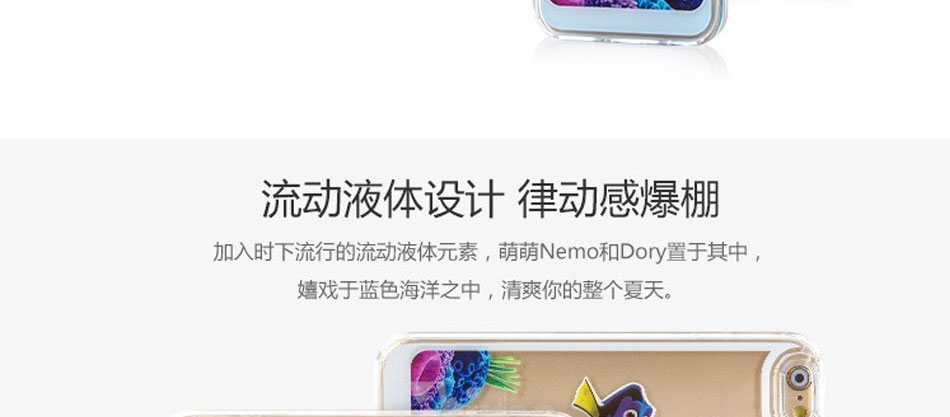 流动液体设计 律动感爆棚
加入时下流行的流动液体元素，萌萌Nemo和Dory置于其中，
嬉戏于蓝色海洋之中，清爽你的整个夏天。